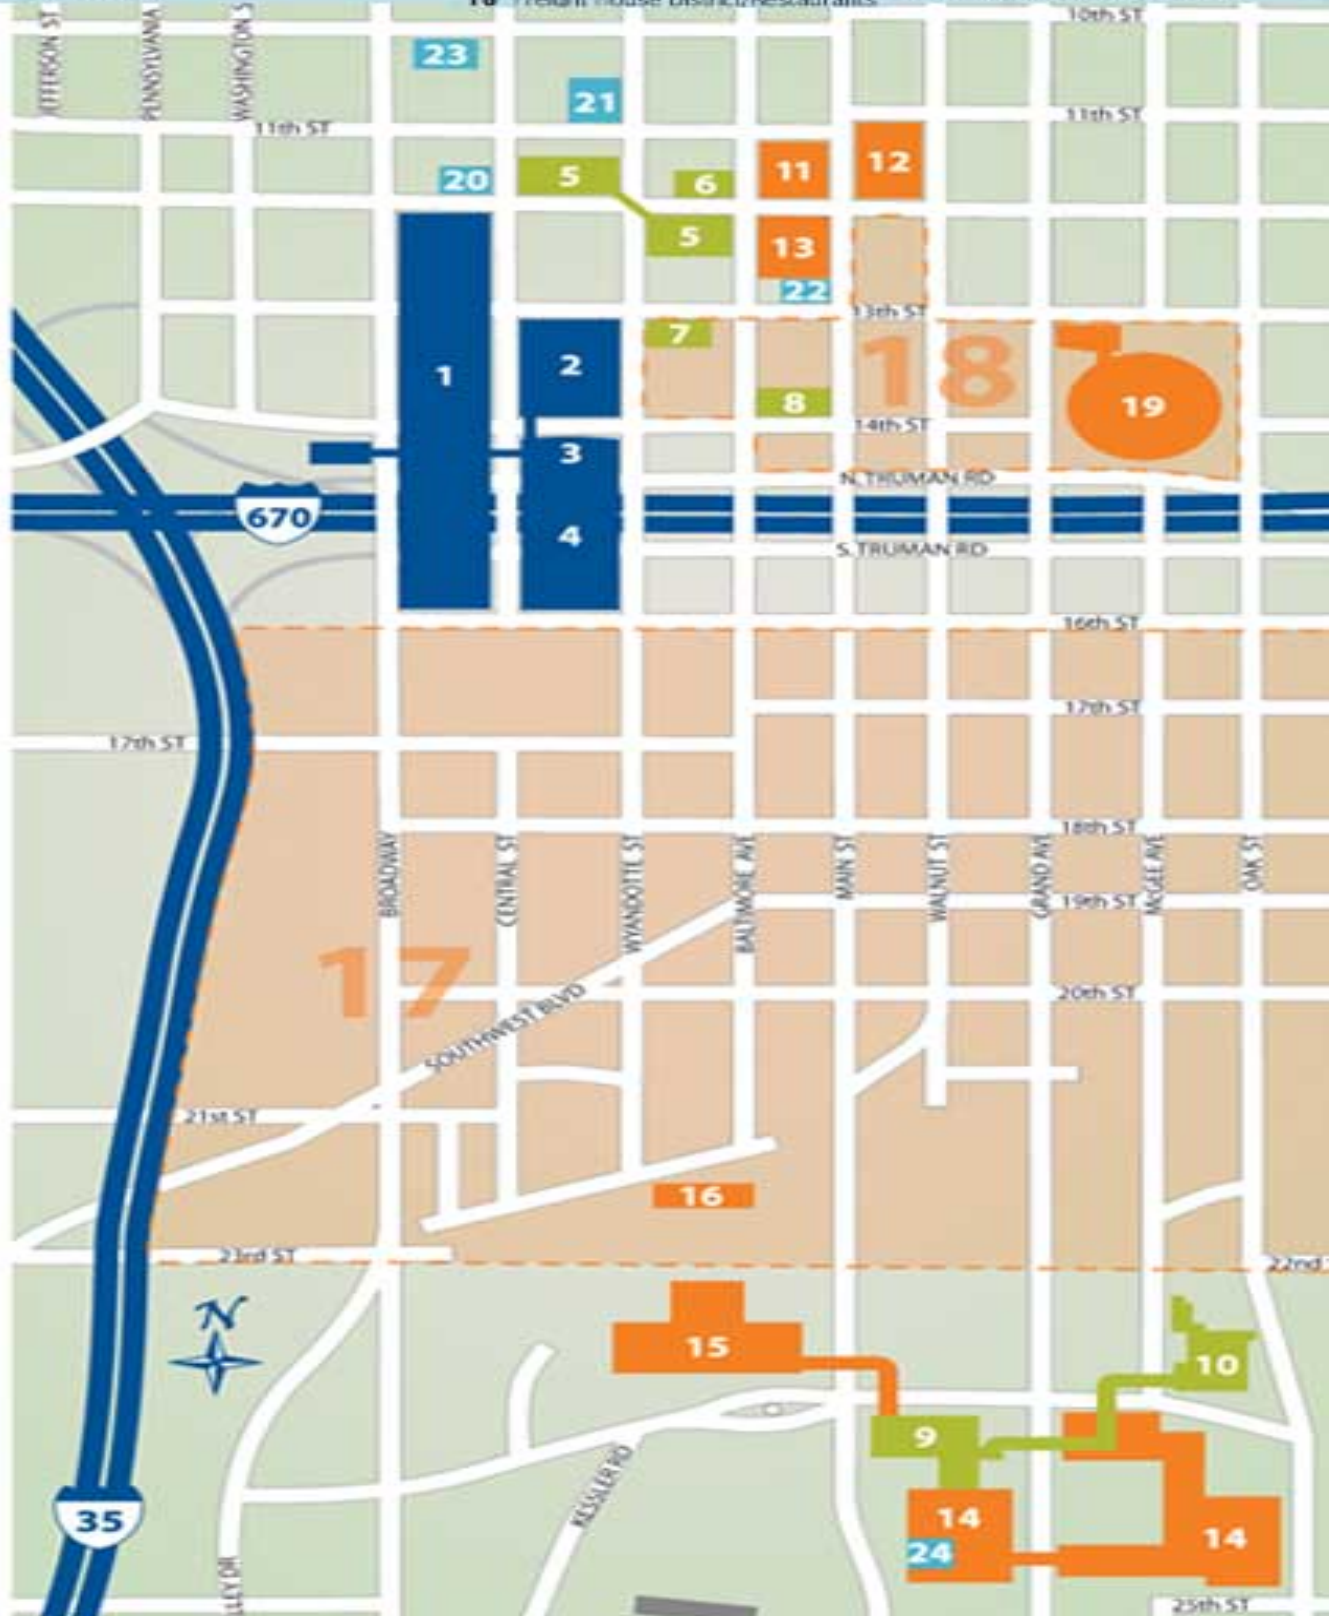 10th ST
JEFFERSON ST
PENNSYLVANIA
WASHINGTON S
23
21
11th ST
11th ST
20
5
6
11
12
5
13
22
13th ST
7
18
1
2
8
19
14th ST
3
N. TRUMAN RD
670
4
S. TRUMAN RD
16th ST
17th ST
17th ST
18th ST
BROADWAY
CENTRAL ST
WYANDOTTE ST
BALTIMORE AVE
MAIN ST
WALNUT ST
GRAND AVE
McGEE AVE
OAK ST
19th ST
17
20th ST
SOUTHWEST BLVD
21st ST
16
23rd ST
22nd
N
15
10
9
KESSLER RD
35
14
14
24
LLEY DR
25th ST